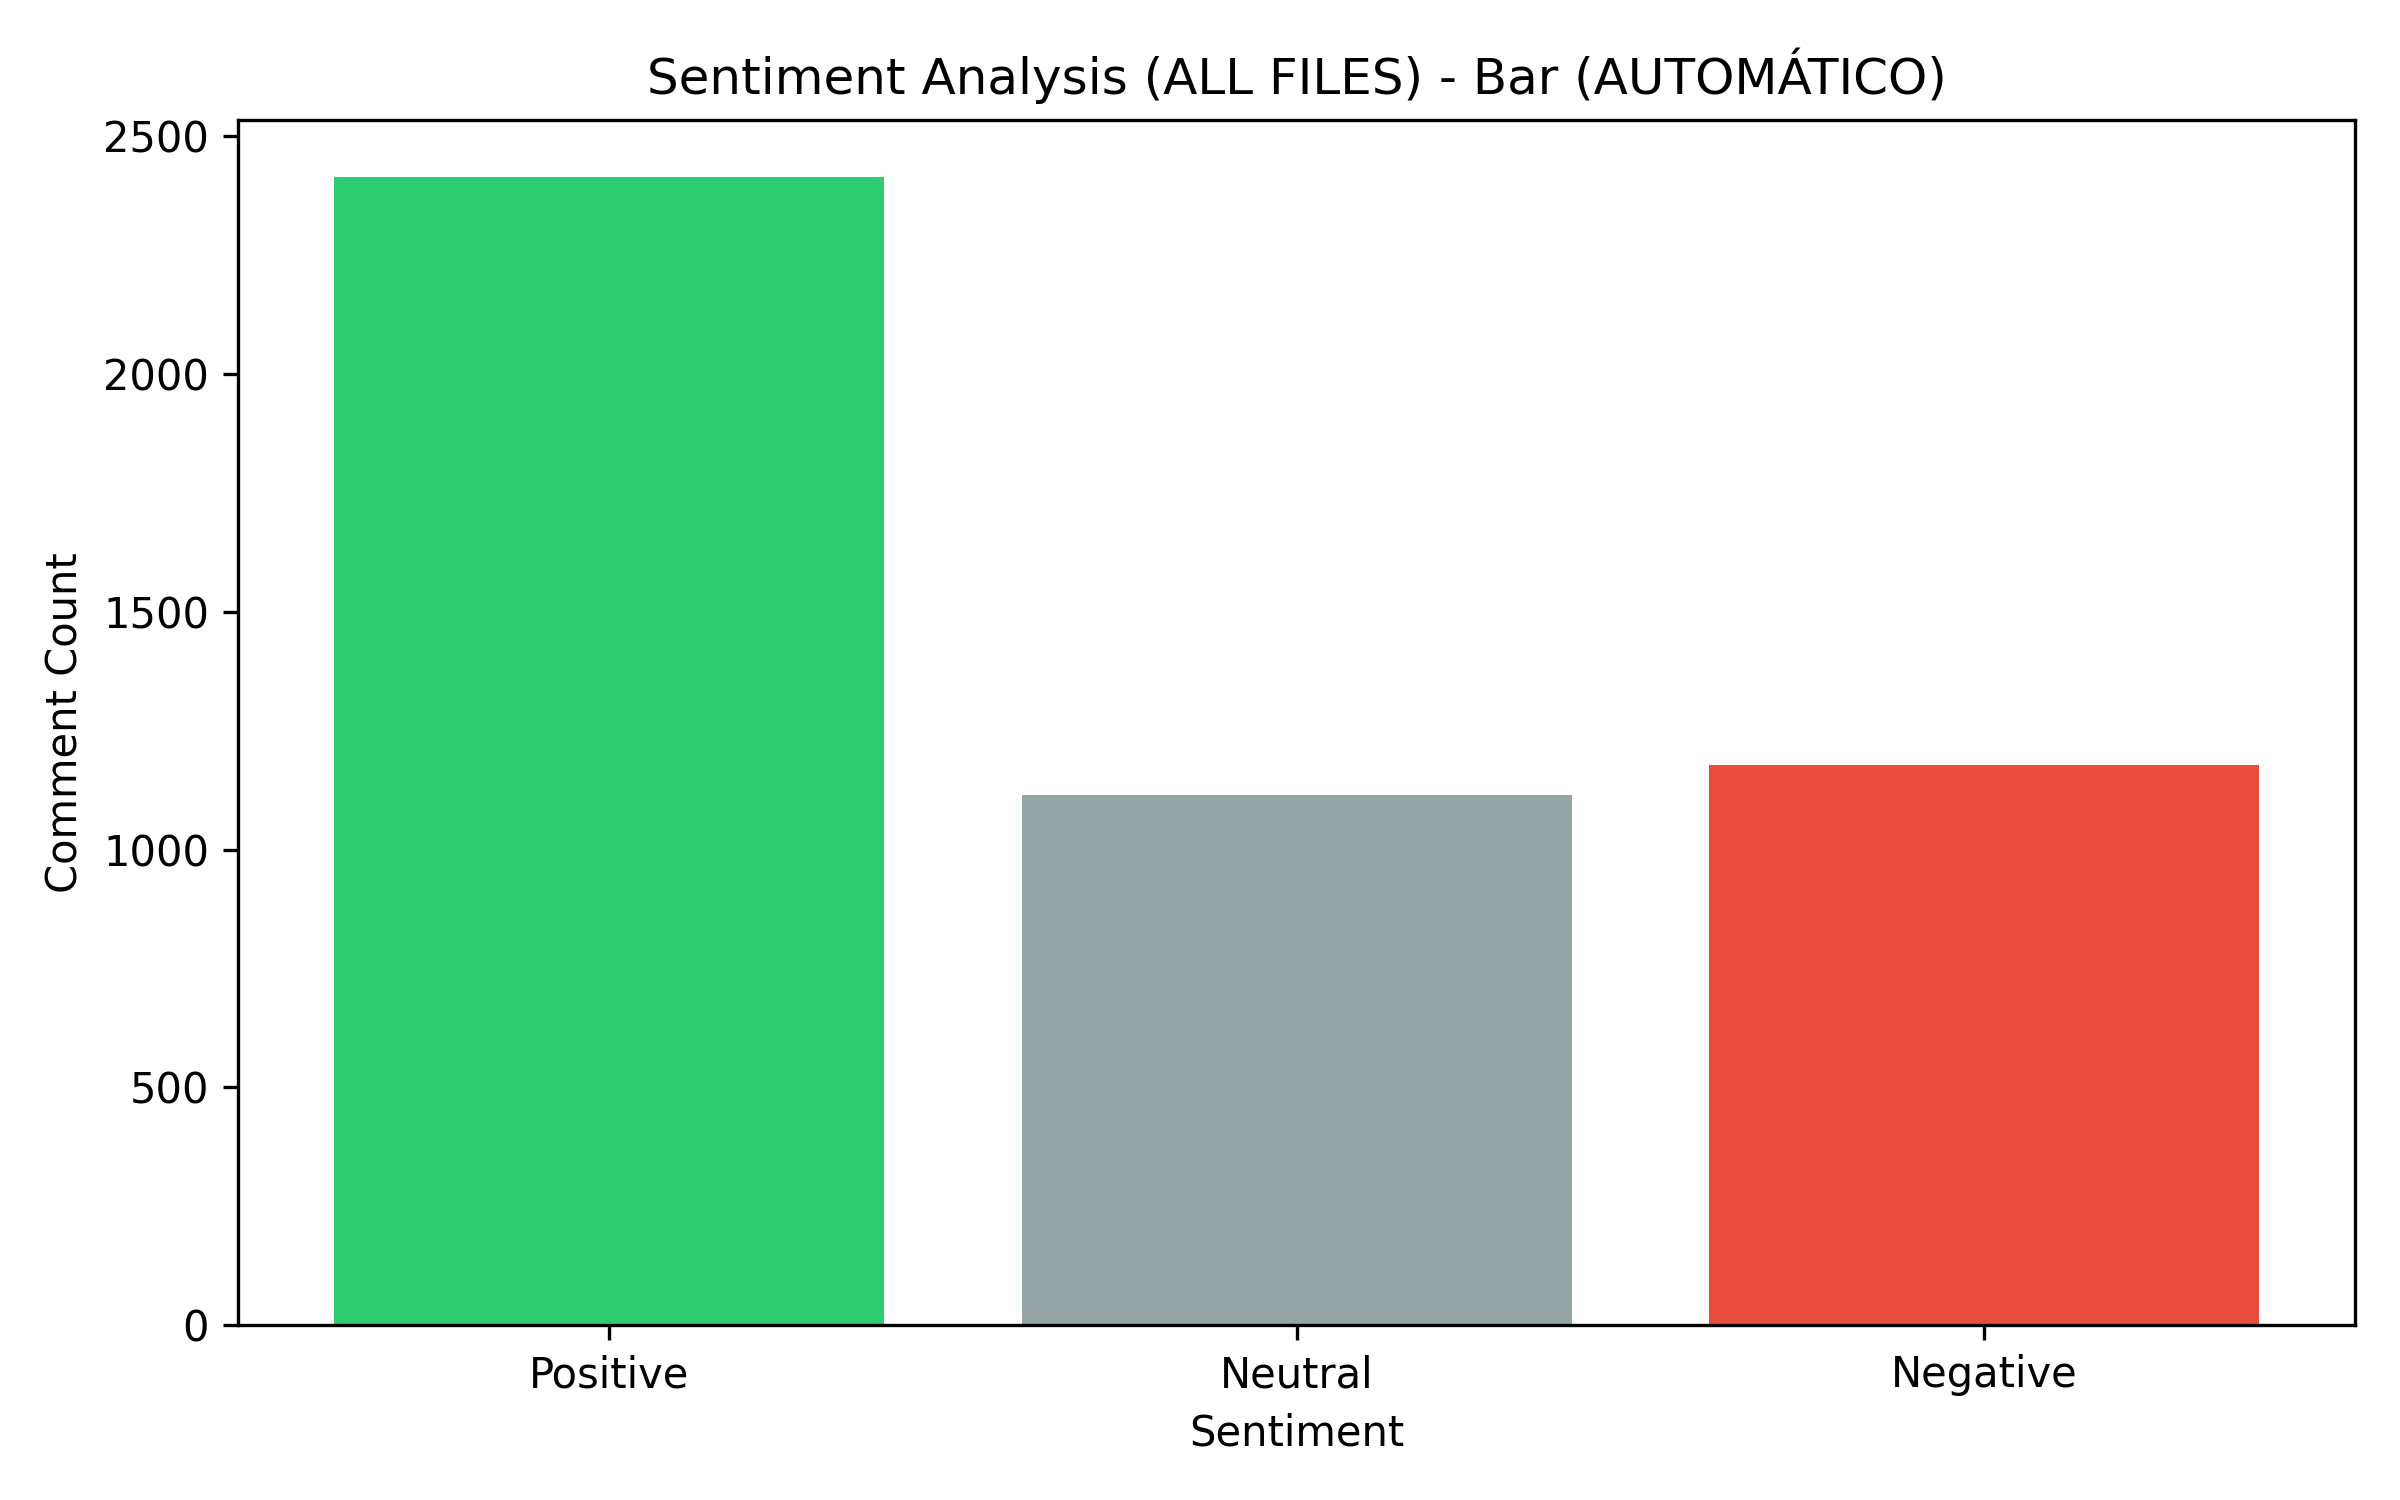 Sentiment Analysis (ALL FILES) - Bar (AUTOMÁTICO)
2500
2000
1500
1000
500
0
Comment Count
Positive
Neutral
Negative
Sentiment